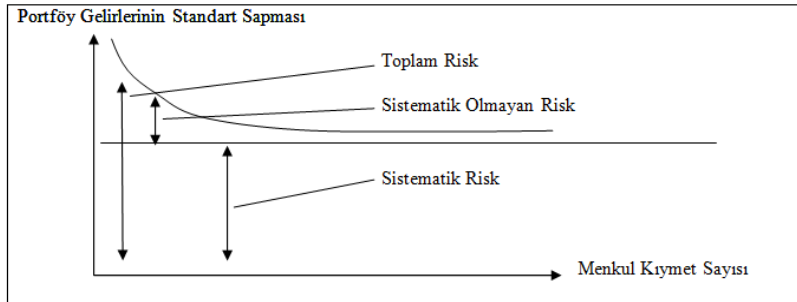 Portföy Gelirlerinin Standart Sapması
Toplam Risk
Sistematik Olmayan Risk
Sistematik Risk
Menkul Kıymet Sayısı